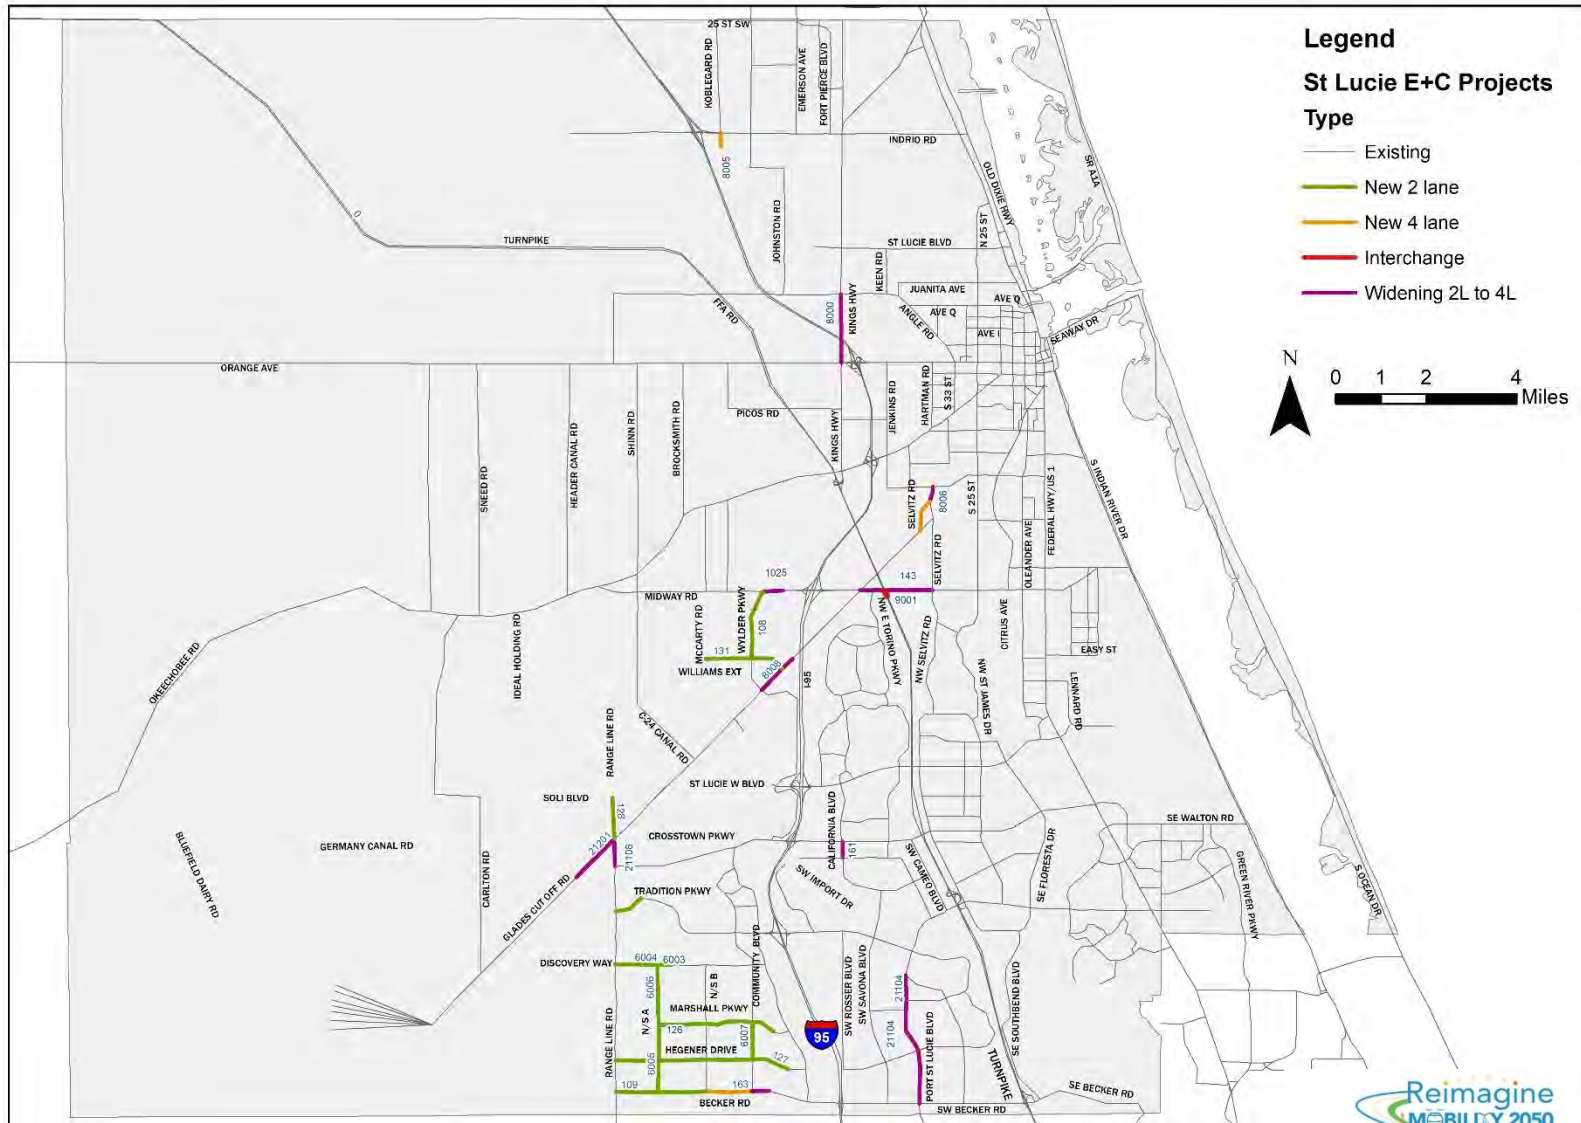 25 ST SW
KOBLEGARD RD
EMERSON AVE
FORT PIERCE BLVD
8005
INDRIO RD
OLD DIXIE HWY
SR A1A
Legend
St Lucie E+C Projects
Type
Existing
New 2 lane
New 4 lane
Interchange
Widening 2L to 4L
N
0 1 2 4
Miles
0
TURNPIKE
JOHNSTON RD
ST LUCIE BLVD
N 25 ST
KEEN RD
FFA RD
8000
KINGS HWY
JUANITA AVE
AVE Q
ANGLE RD
AVE Q
AVE I
SEAWAY DR
ORANGE AVE
PICOS RD
KINGS HWY
JENKINS RD
HARTMAN RD
S 33 ST
SNEED RD
HEADER CANAL RD
SHINN RD
BROCKSMITH RD
SELVITZ RD
8006
S 25 ST
FEDERAL HWY/US 1
S INDIAN RIVER DR
OLEANDER AVE
1025
143
SELVITZ RD
MIDWAY RD
9001
MCCARTY RD
WYLDER PKWY
108
131
WILLIAMS EXT
8008
I-95
NW E TORINO PKWY
NW SELVITZ RD
CITRUS AVE
EASY ST
NW ST JAMES DR
LENNARD RD
OKEECHOBEE RD
IDEAL HOLDING RD
C-24 CANAL RD
RANGE LINE RD
ST LUCIE W BLVD
SOLI BLVD
128
CROSSTOWN PKWY
CALIFORNIA BLVD
161
SE WALTON RD
BLUEFIELD DAIRY RD
GERMANY CANAL RD
CARLTON RD
21201
21108
GLADES CUT OFF RD
TRADITION PKWY
SW IMPORT DR
SW CAMEO BLVD
SE FLORESTA DR
GREEN RIVER PKWY
S OCEAN DR
DISCOVERY WAY
6004
6003
6006
N/S A
N/S B
COMMUNITY BLVD
MARSHALL PKWY
126
6007
HEGENER DRIVE
127
6005
RANGE LINE RD
109
163
BECKER RD
95
SW ROSSER BLVD
SW SAVONA BLVD
21104
21104
PORT ST LUCIE BLVD
TURNPIKE
SE SOUTHBEND BLVD
SE BECKER RD
SW BECKER RD
Reimagine
MOBILITY 2050